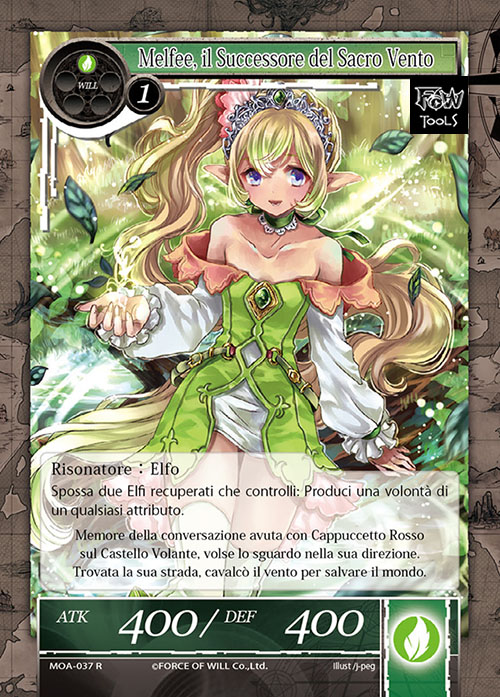 Melfee, il Successore del Sacro Vento
WILL
1
FoW
TOOLS
Risonatore : Elfo
Spossa due Elfi recuperati che controlli: Produci una volontà di
un qualsiasi attributo.
Memore della conversazione avuta con Cappuccetto Rosso
sul Castello Volante, volse lo sguardo nella sua direzione.
Trovata la sua strada, cavalcò il vento per salvare il mondo.
ATK 400 / DEF 400
MOA-037 R ©FORCE OF WILL Co.,Ltd. Illust/j-peg